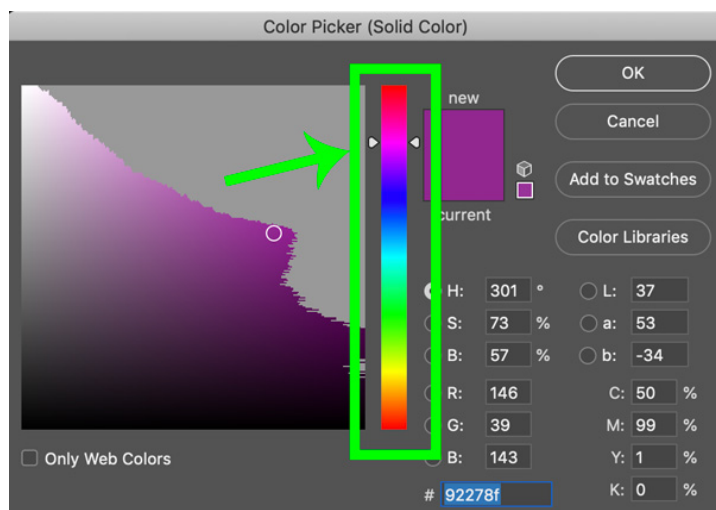 Color Picker (Solid Color)
new
current
OK
Cancel
Add to Swatches
Color Libraries
H: 301 °
S: 73 %
B: 57 %
R: 146
G: 39
B: 143
# 92278f
L: 37
a: 53
b: -34
C: 50 %
M: 99 %
Y: 1 %
K: 0 %
Only Web Colors